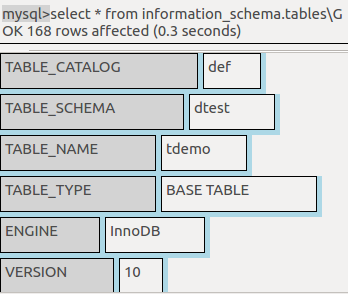 mysql>select * from information_schema.tables\G
OK 168 rows affected (0.3 seconds)
TABLE_CATALOG def
TABLE_SCHEMA dtest
TABLE_NAME tdemo
TABLE_TYPE BASE TABLE
ENGINE InnoDB
VERSION 10